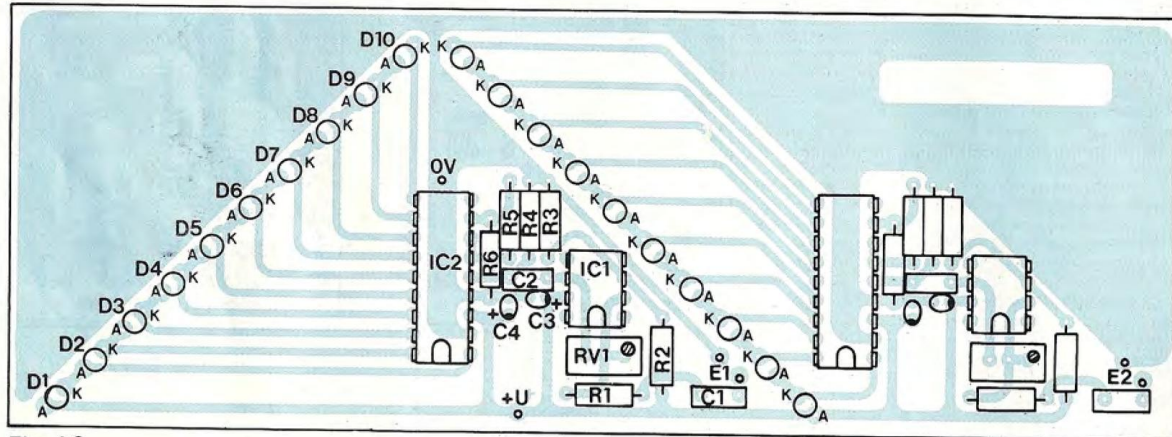 D10 A K K A
D9 A K K A
D8 A K K A
D7 A K K A
D6 A K K A
D5 A K K A
D4 A K K A
D3 A K K A
D2 A K K A
D1 A K K A
0V
IC2
R6
R5
R4
R3
C2
IC1
+
C4
C3
+
RV1
R2
R1
E1
C1
+U
E2